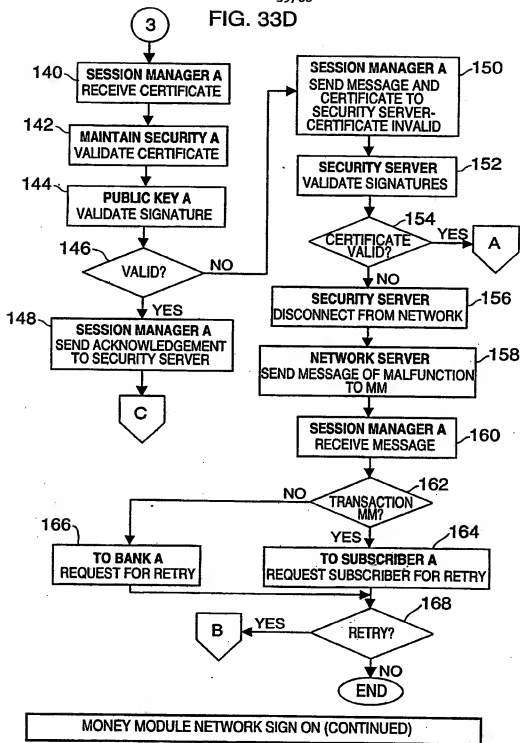 FIG. 33D
3
140
SESSION MANAGER A
RECEIVE CERTIFICATE
142
MAINTAIN SECURITY A
VALIDATE CERTIFICATE
144
PUBLIC KEY A
VALIDATE SIGNATURE
146
VALID?
NO
YES
148
SESSION MANAGER A
SEND ACKNOWLEDGEMENT
TO SECURITY SERVER
C
150
SESSION MANAGER A
SEND MESSAGE AND
CERTIFICATE TO
SECURITY SERVER-
CERTIFICATE INVALID
152
SECURITY SERVER
VALIDATE SIGNATURES
154
CERTIFICATE
VALID?
YES
A
NO
156
SECURITY SERVER
DISCONNECT FROM NETWORK
158
NETWORK SERVER
SEND MESSAGE OF MALFUNCTION
TO MM
160
SESSION MANAGER A
RECEIVE MESSAGE
162
TRANSACTION
MM?
NO
YES
166
TO BANK A
REQUEST FOR RETRY
164
TO SUBSCRIBER A
REQUEST SUBSCRIBER FOR RETRY
168
RETRY?
YES
B
NO
END
MONEY MODULE NETWORK SIGN ON (CONTINUED)